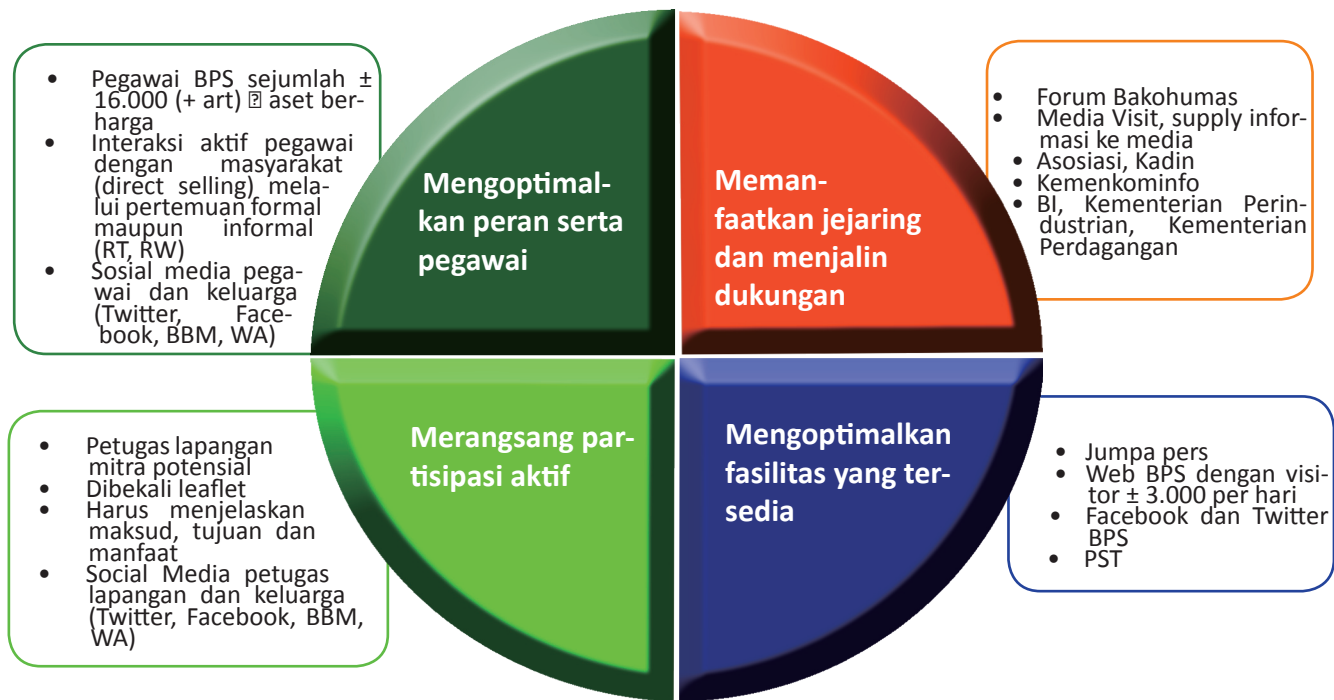 • Pegawai BPS sejumlah ±
16.000 (+ art) 🯄 aset ber-
harga
• Interaksi aktif pegawai
dengan masyarakat
(direct selling) mela-
lui pertemuan formal
maupun informal
(RT, RW)
• Sosial media pega-
wai dan keluarga
(Twitter, Face-
book, BBM, WA)
Mengoptimal-
kan peran serta
pegawai
Meman-
faatkan jejaring
dan menjalin
dukungan
• Forum Bakohumas
• Media Visit, supply infor-
masi ke media
• Asosiasi, Kadin
• Kemenkominfo
• BI, Kementerian Perin-
dustrian, Kementerian
Perdagangan
• Petugas lapangan
mitra potensial
• Dibekali leaflet
• Harus menjelaskan
maksud, tujuan dan
manfaat
• Social Media petugas
lapangan dan keluarga
(Twitter, Facebook, BBM,
WA)
Merangsang par-
tisipasi aktif
Mengoptimalkan
fasilitas yang ter-
sedia
• Jumpa pers
• Web BPS dengan visi-
tor ± 3.000 per hari
• Facebook dan Twitter
BPS
• PST